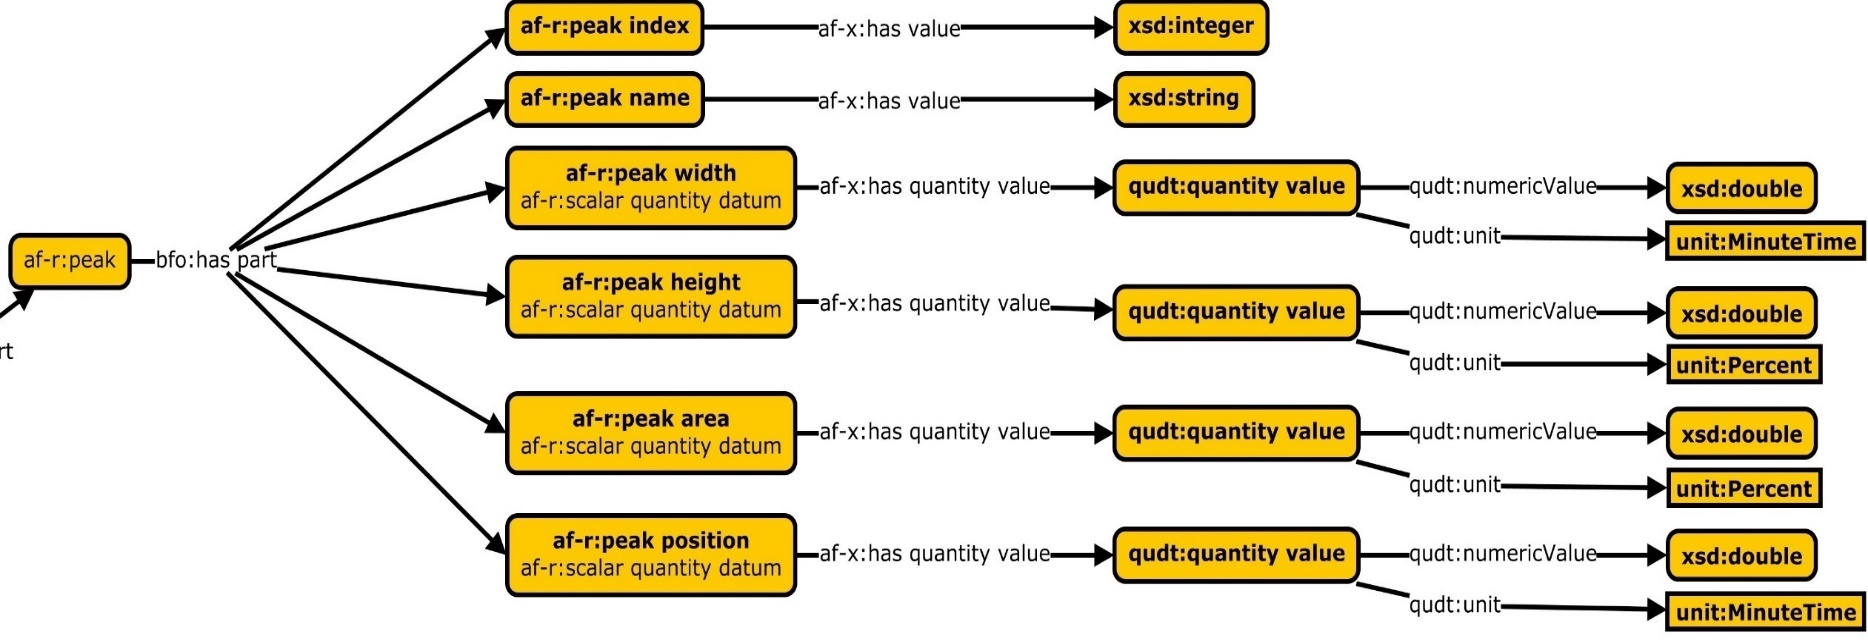 af-r:peak index
af-x:has value
xsd:integer
af-r:peak name
af-x:has value
xsd:string
af-r:peak width
af-r:scalar quantity datum
af-x:has quantity value
qudt:quantity value
qudt:numericValue
xsd:double
qudt:unit
unit:MinuteTime
af-r:peak
bfo:has part
af-r:peak height
af-r:scalar quantity datum
af-x:has quantity value
qudt:quantity value
qudt:numericValue
xsd:double
qudt:unit
unit:Percent
rt
af-r:peak area
af-r:scalar quantity datum
af-x:has quantity value
qudt:quantity value
qudt:numericValue
xsd:double
qudt:unit
unit:Percent
af-r:peak position
af-r:scalar quantity datum
af-x:has quantity value
qudt:quantity value
qudt:numericValue
xsd:double
qudt:unit
unit:MinuteTime